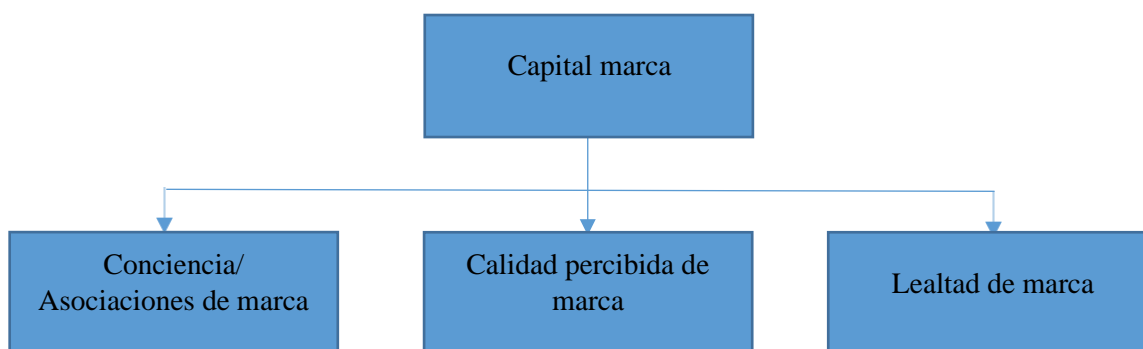 Capital marca
Conciencia/
Asociaciones de marca
Calidad percibida de
marca
Lealtad de marca